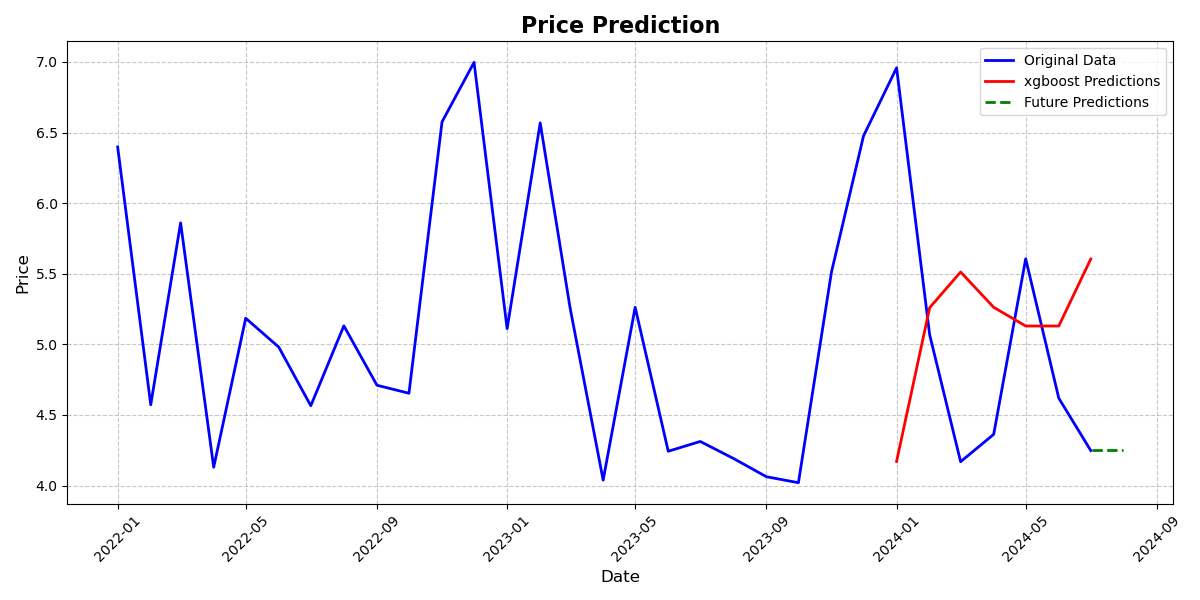 Price Prediction
Original Data
xgboost Predictions
Future Predictions
Price
7.0
6.5
6.0
5.5
5.0
4.5
4.0
2022-01
2022-05
2022-09
2023-01
2023-05
2023-09
2024-01
2024-05
2024-09
Date